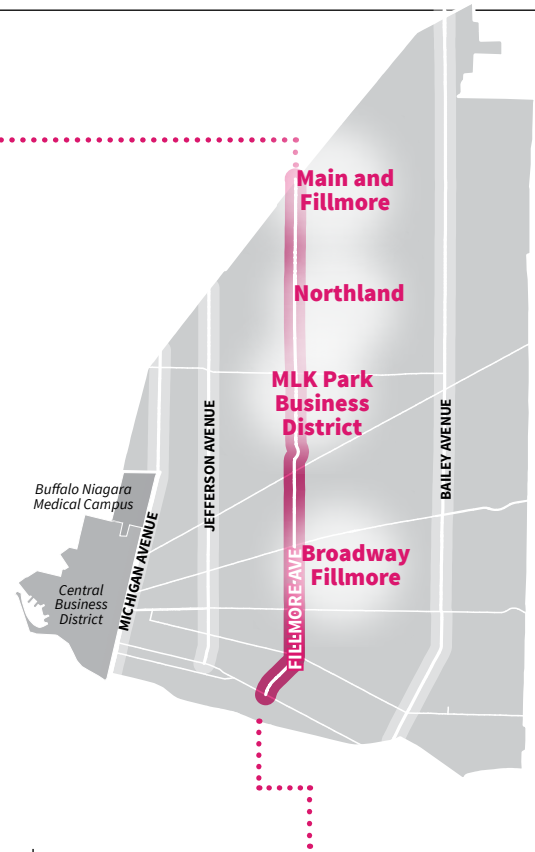 Main and
Fillmore
Northland
MLK Park
Business
District
JEFFERSON AVENUE
BAILEY AVENUE
Buffalo Niagara
Medical Campus
MICHIGAN AVENUE
Broadway
Fillmore
FILLMORE AVE
Central
Business
District